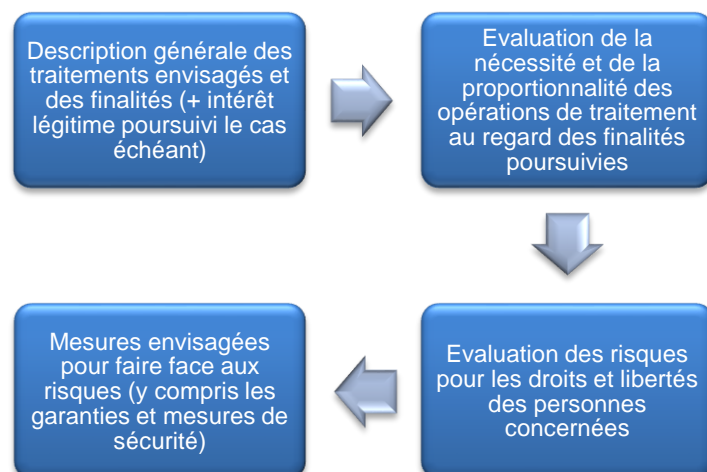 Description générale des
traitements envisagés et
des finalités (+ intérêt
légitime poursuivi le cas
échéant)
Evaluation de la
nécessité et de la
proportionnalité des
opérations de traitement
au regard des finalités
poursuivies
Evaluation des risques
pour les droits et libertés
des personnes
concernées
Mesures envisagées
pour faire face aux
risques (y compris les
garanties et mesures de
sécurité)